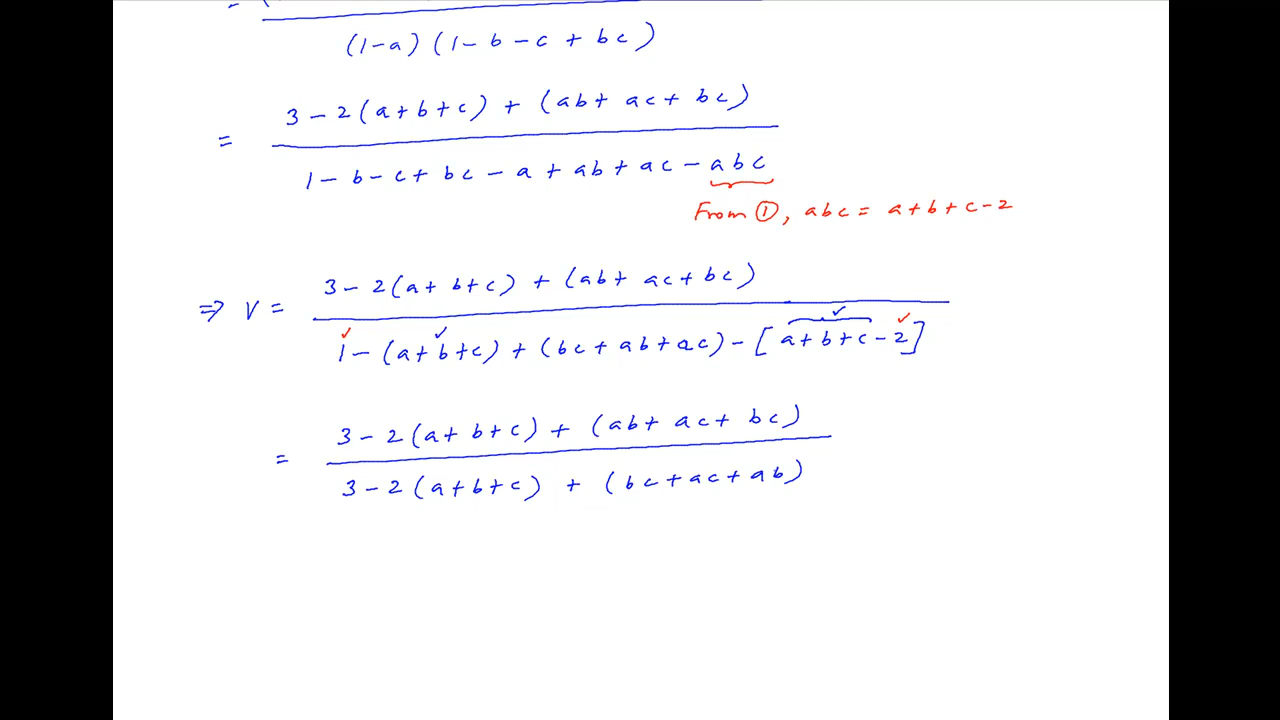 =
(1-a) (1-b-c+bc)
= 3-2(a+b+c) + (ab+ac+bc)
1-b-c+bc-a+ab+ac-abc
From ①, abc = a+b+c-2
⇒ V = 3-2(a+b+c) + (ab+ac+bc)
1-(a+b+c) + (bc+ab+ac) - [a+b+c-2]
= 3-2(a+b+c) + (ab+ac+bc)
3-2(a+b+c) + (bc+ac+ab)